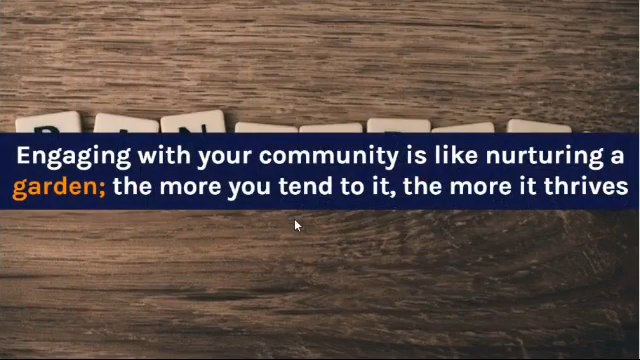 Engaging with your community is like nurturing a
garden; the more you tend to it, the more it thrives